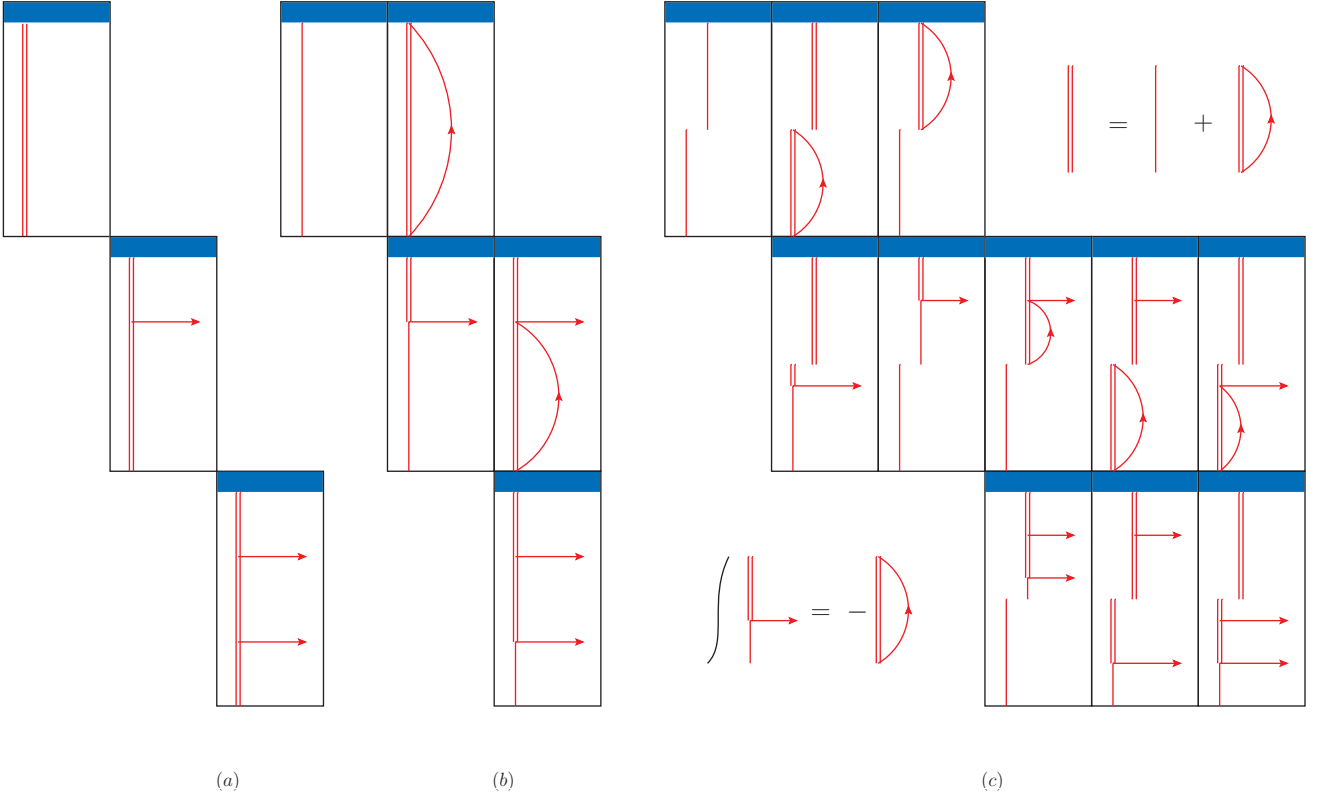 = +
= −
(a) (b) (c)